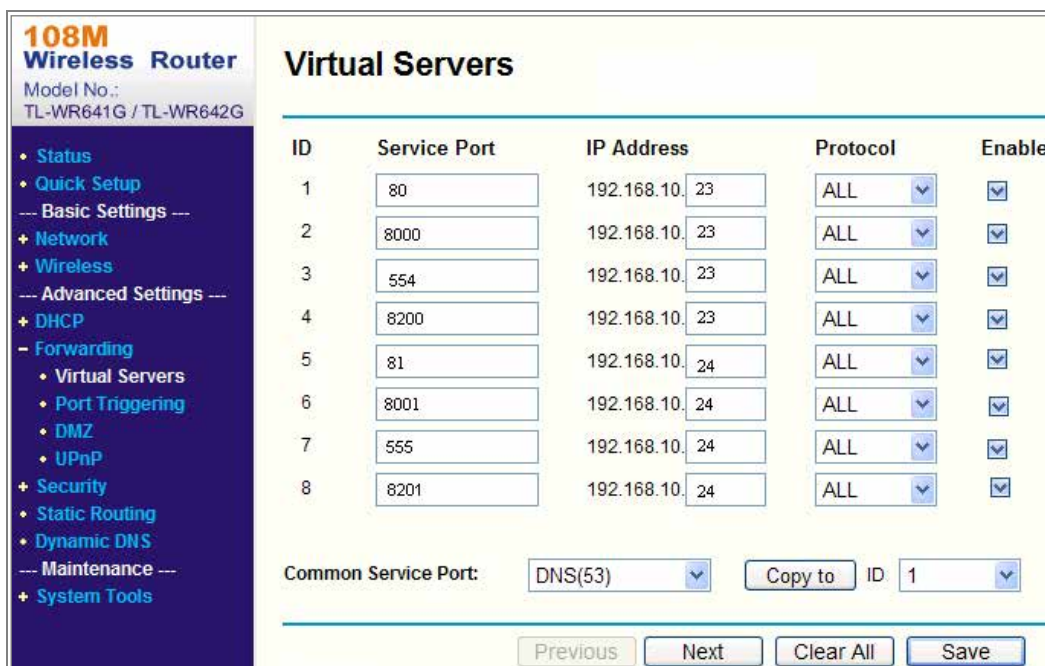 108M
Wireless Router
Model No.:
TL-WR641G / TL-WR642G
Status
Quick Setup
--- Basic Settings ---
Network
Wireless
--- Advanced Settings ---
DHCP
Forwarding
Virtual Servers
Port Triggering
DMZ
UPnP
Security
Static Routing
Dynamic DNS
--- Maintenance ---
System Tools
Virtual Servers
ID Service Port IP Address Protocol Enable
1 80 192.168.10. 23 ALL
2 8000 192.168.10. 23 ALL
3 554 192.168.10. 23 ALL
4 8200 192.168.10. 23 ALL
5 81 192.168.10. 24 ALL
6 8001 192.168.10. 24 ALL
7 555 192.168.10. 24 ALL
8 8201 192.168.10. 24 ALL
Common Service Port: DNS(53) Copy to ID 1
Previous Next Clear All Save